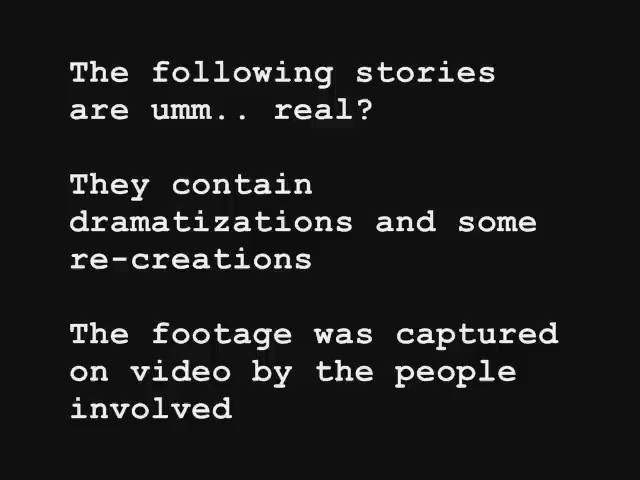 The following stories
are umm.. real?
They contain
dramatizations and some
re-creations
The footage was captured
on video by the people
involved